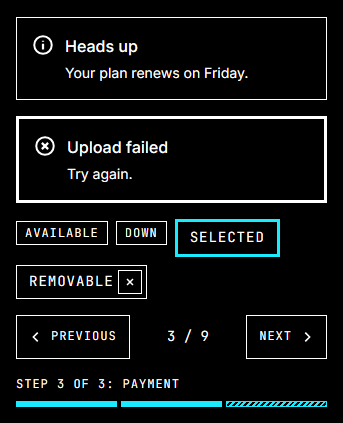 Heads up
Your plan renews on Friday.
Upload failed
Try again.
AVAILABLE DOWN SELECTED
REMOVABLE ×
PREVIOUS 3 / 9 NEXT
STEP 3 OF 3: PAYMENT